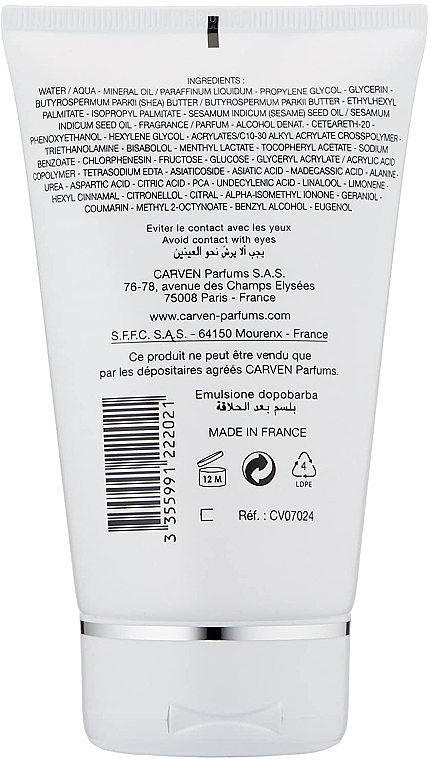 INGREDIENTS :
WATER / AQUA - MINERAL OIL / PARAFFINUM LIQUIDUM - PROPYLENE GLYCOL - GLYCERIN -
BUTYROSPERMUM PARKII (SHEA) BUTTER / BUTYROSPERMUM PARKII BUTTER - ETHYLHEXYL
PALMITATE - ISOPROPYL PALMITATE - SESAMUM INDICUM (SESAME) SEED OIL / SESAMUM
INDICUM SEED OIL - FRAGRANCE / PARFUM - ALCOHOL DENAT. - CETEARETH-20 -
PHENOXYETHANOL - HEXYLENE GLYCOL - ACRYLATES/C10-30 ALKYL ACRYLATE CROSSPOLYMER -
TRIETHANOLAMINE - BISABOLOL - MENTHYL LACTATE - TOCOPHERYL ACETATE - SODIUM
BENZOATE - CHLORPHENESIN - FRUCTOSE - GLUCOSE - GLYCERYL ACRYLATE / ACRYLIC ACID
COPOLYMER - TETRASODIUM EDTA - ASIATICOSIDE - ASIATIC ACID - MADECASSIC ACID - ALANINE -
UREA - ASPARTIC ACID - CITRIC ACID - PCA - UNDECYLENIC ACID - LINALOOL - LIMONENE -
HEXYL CINNAMAL - CITRONELLOL - CITRAL - ALPHA-ISOMETHYL IONONE - GERANIOL -
COUMARIN - METHYL 2-OCTYNOATE - BENZYL ALCOHOL - EUGENOL
Eviter le contact avec les yeux
Avoid contact with eyes
يجب ألا يرش نحو العينين
CARVEN Parfums S.A.S.
76-78, avenue des Champs Elysées
75008 Paris - France
www.carven-parfums.com
S.F.F.C. S.A.S. - 64150 Mourenx - France
Ce produit ne peut être vendu que
par les dépositaires agréés CARVEN Parfums.
Emulsione dopobarba
بلسم بعد الحلاقة
MADE IN FRANCE
12 M
4
LDPE
Réf. : CV07024
3 355991 222021